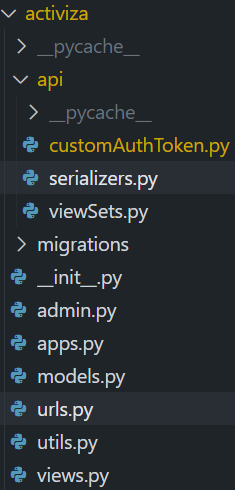 activiza
__pycache__
api
__pycache__
customAuthToken.py
serializers.py
viewSets.py
migrations
__init__.py
admin.py
apps.py
models.py
urls.py
utils.py
views.py